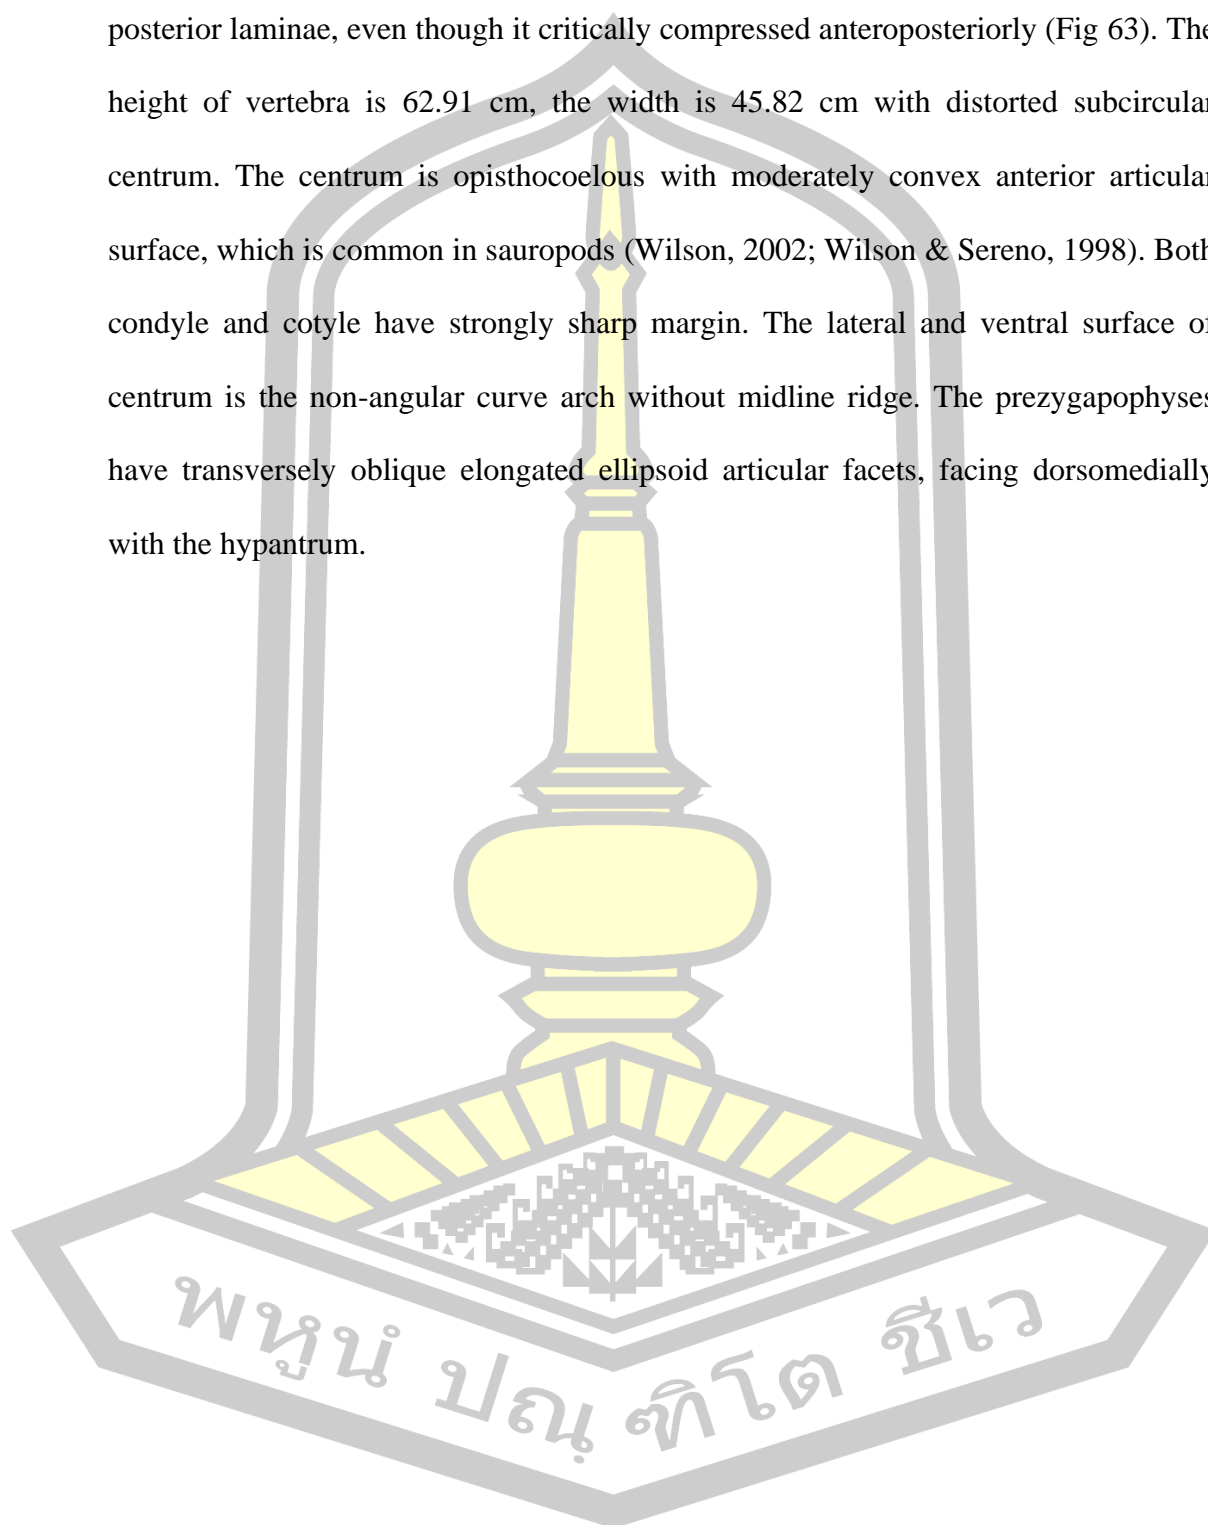 posterior laminae, even though it critically compressed anteroposteriorly (Fig 63). The
height of vertebra is 62.91 cm, the width is 45.82 cm with distorted subcircular
centrum. The centrum is opisthocoelous with moderately convex anterior articular
surface, which is common in sauropods (Wilson, 2002; Wilson & Sereno, 1998). Both
condyle and cotyle have strongly sharp margin. The lateral and ventral surface of
centrum is the non-angular curve arch without midline ridge. The prezygapophyses
have transversely oblique elongated ellipsoid articular facets, facing dorsomedially
with the hypantrum.
พหูนํ ปณฺฑิโต ชีเว